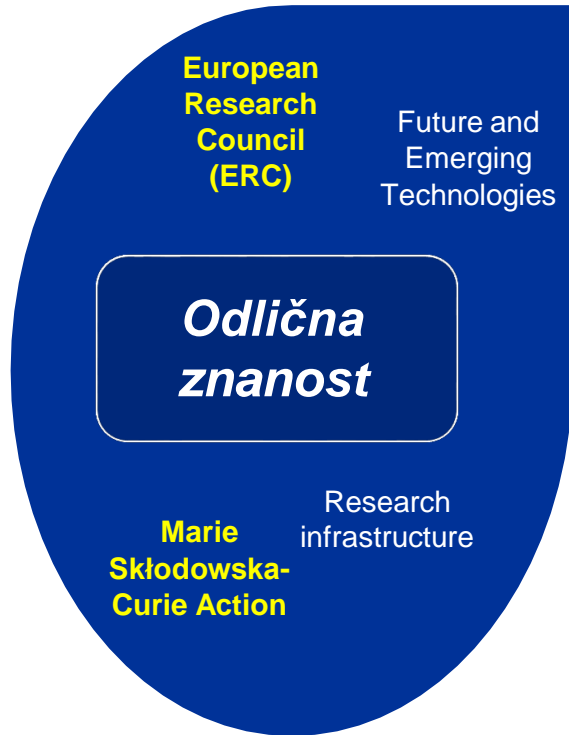 European
Research
Council
(ERC)
Future and
Emerging
Technologies
Odlična
znanost
Research
infrastructure
Marie
Skłodowska-
Curie Action